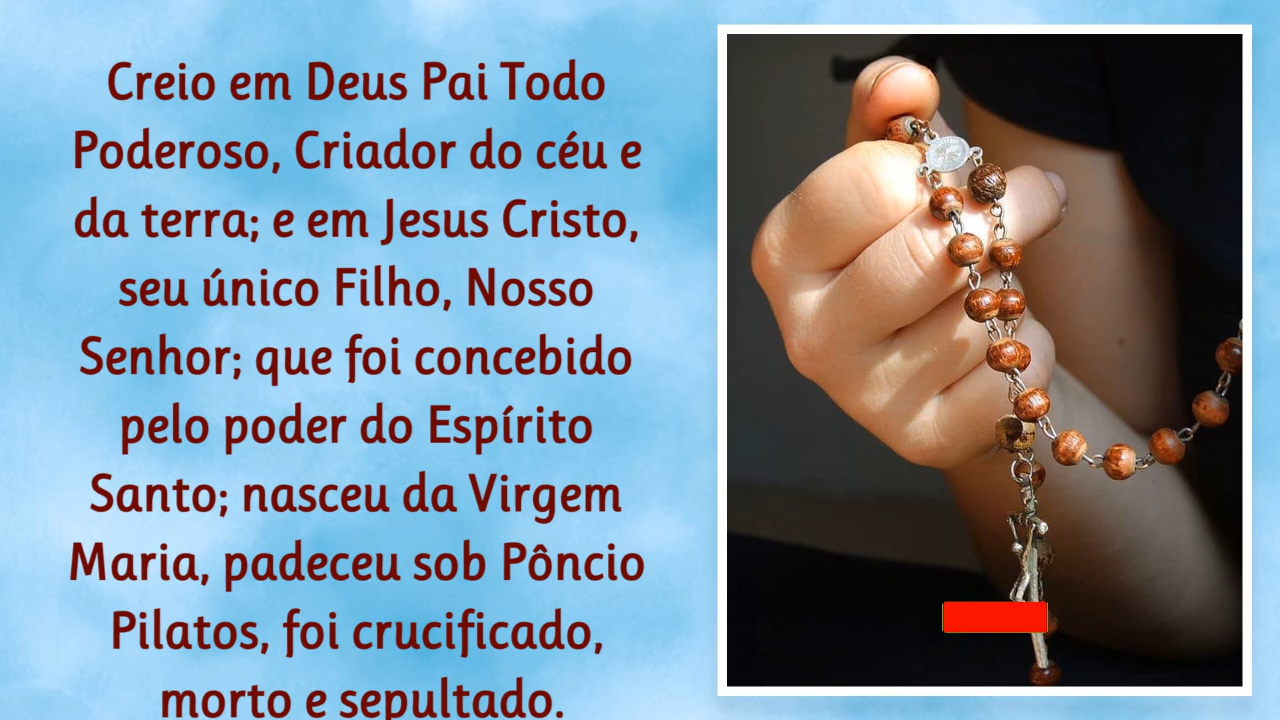 Creio em Deus Pai Todo
Poderoso, Criador do céu e
da terra; e em Jesus Cristo,
seu único Filho, Nosso
Senhor; que foi concebido
pelo poder do Espírito
Santo; nasceu da Virgem
Maria, padeceu sob Pôncio
Pilatos, foi crucificado,
morto e sepultado.